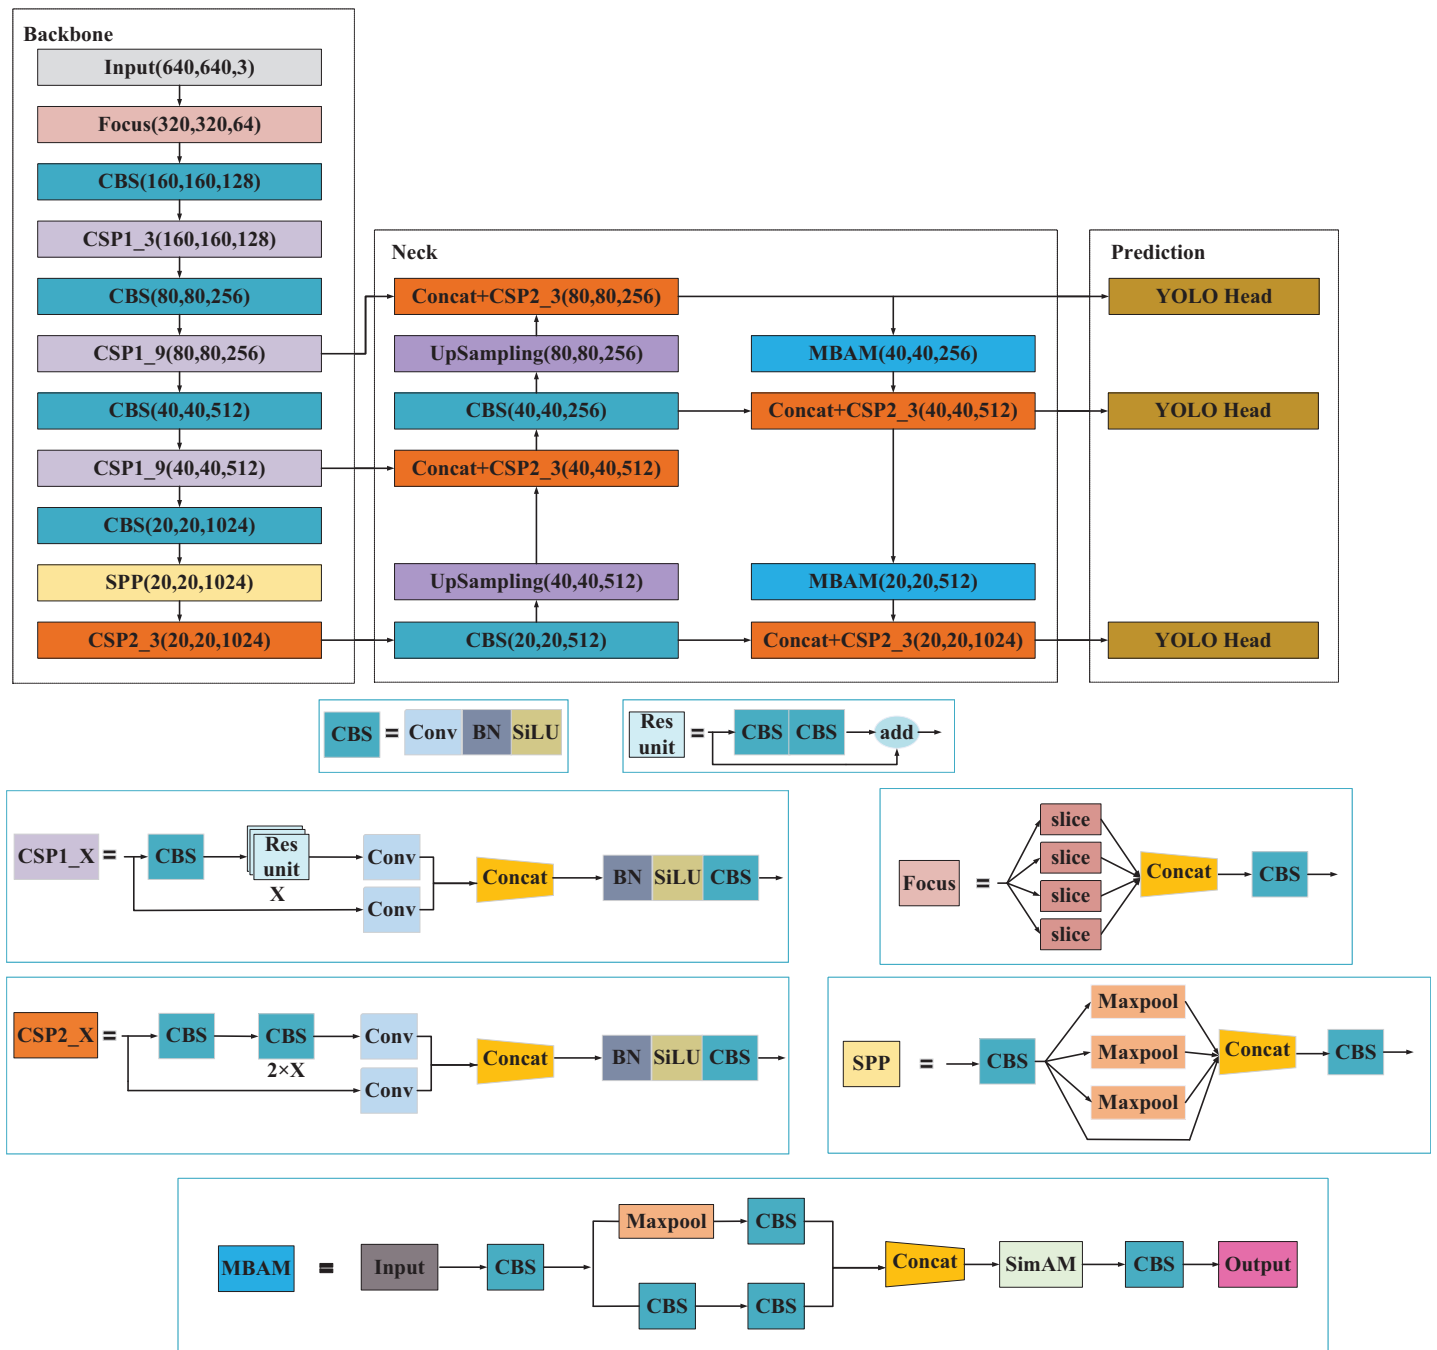 Backbone
Input(640,640,3)
Focus(320,320,64)
CBS(160,160,128)
CSP1_3(160,160,128)
CBS(80,80,256)
CSP1_9(80,80,256)
CBS(40,40,512)
CSP1_9(40,40,512)
CBS(20,20,1024)
SPP(20,20,1024)
CSP2_3(20,20,1024)
Neck
Concat+CSP2_3(80,80,256)
UpSampling(80,80,256)
CBS(40,40,256)
Concat+CSP2_3(40,40,512)
UpSampling(40,40,512)
CBS(20,20,512)
MBAM(40,40,256)
Concat+CSP2_3(40,40,512)
MBAM(20,20,512)
Concat+CSP2_3(20,20,1024)
Prediction
YOLO Head
YOLO Head
YOLO Head
CBS = Conv BN SiLU
Res
unit
=
CBS CBS add
CSP1_X =
CBS
Res
unit
X
Conv
Conv
Concat
BN SiLU CBS
Focus =
slice
slice
slice
slice
Concat
CBS
CSP2_X =
CBS
CBS
2×X
Conv
Conv
Concat
BN SiLU CBS
SPP =
CBS
Maxpool
Maxpool
Maxpool
Concat
CBS
MBAM =
Input
CBS
Maxpool
CBS
CBS
CBS
Concat
SimAM
CBS
Output